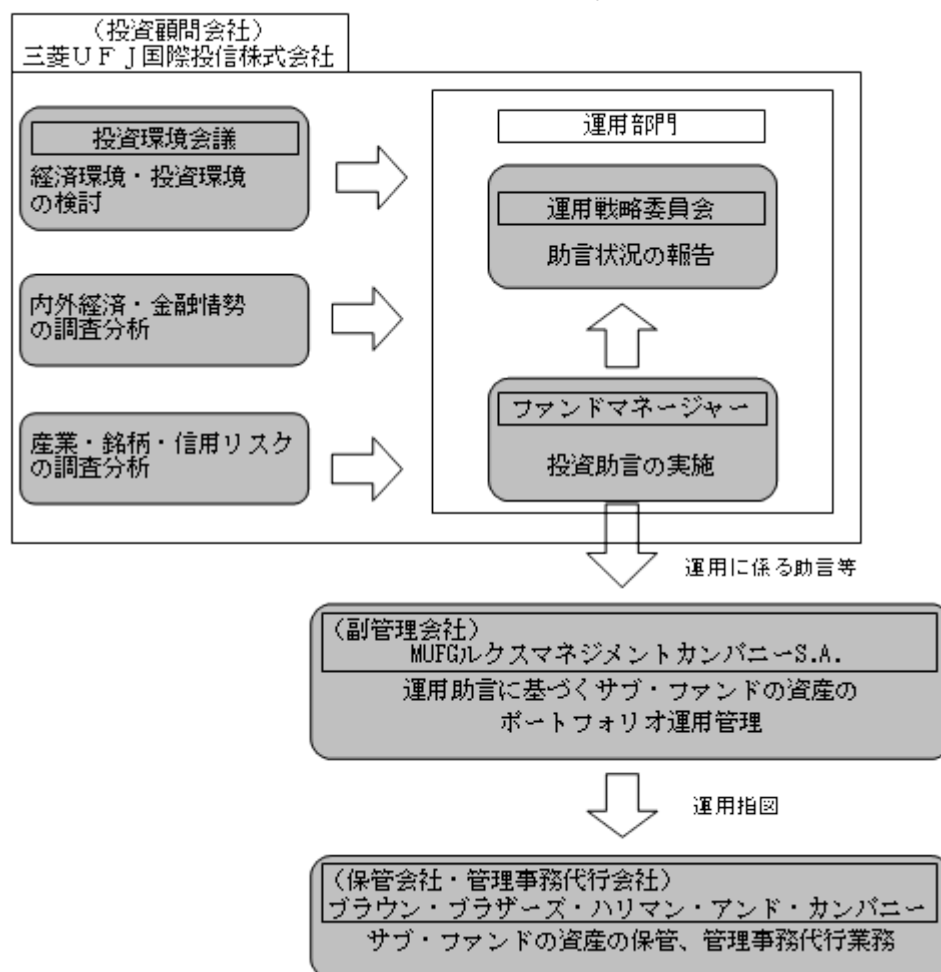 （投資顧問会社）
三菱ＵＦＪ国際投信株式会社
投資環境会議
経済環境・投資環境
の検討
内外経済・金融情勢
の調査分析
産業・銘柄・信用リスク
の調査分析
運用部門
運用戦略委員会
助言状況の報告
ファンドマネージャー
投資助言の実施
運用に係る助言等
（副管理会社）
MUFGルクスマネジメントカンパニーS.A.
運用助言に基づくサブ・ファンドの資産の
ポートフォリオ運用管理
運用指図
（保管会社・管理事務代行会社）
ブラウン・ブラザーズ・ハリマン・アンド・カンパニー
サブ・ファンドの資産の保管、管理事務代行業務